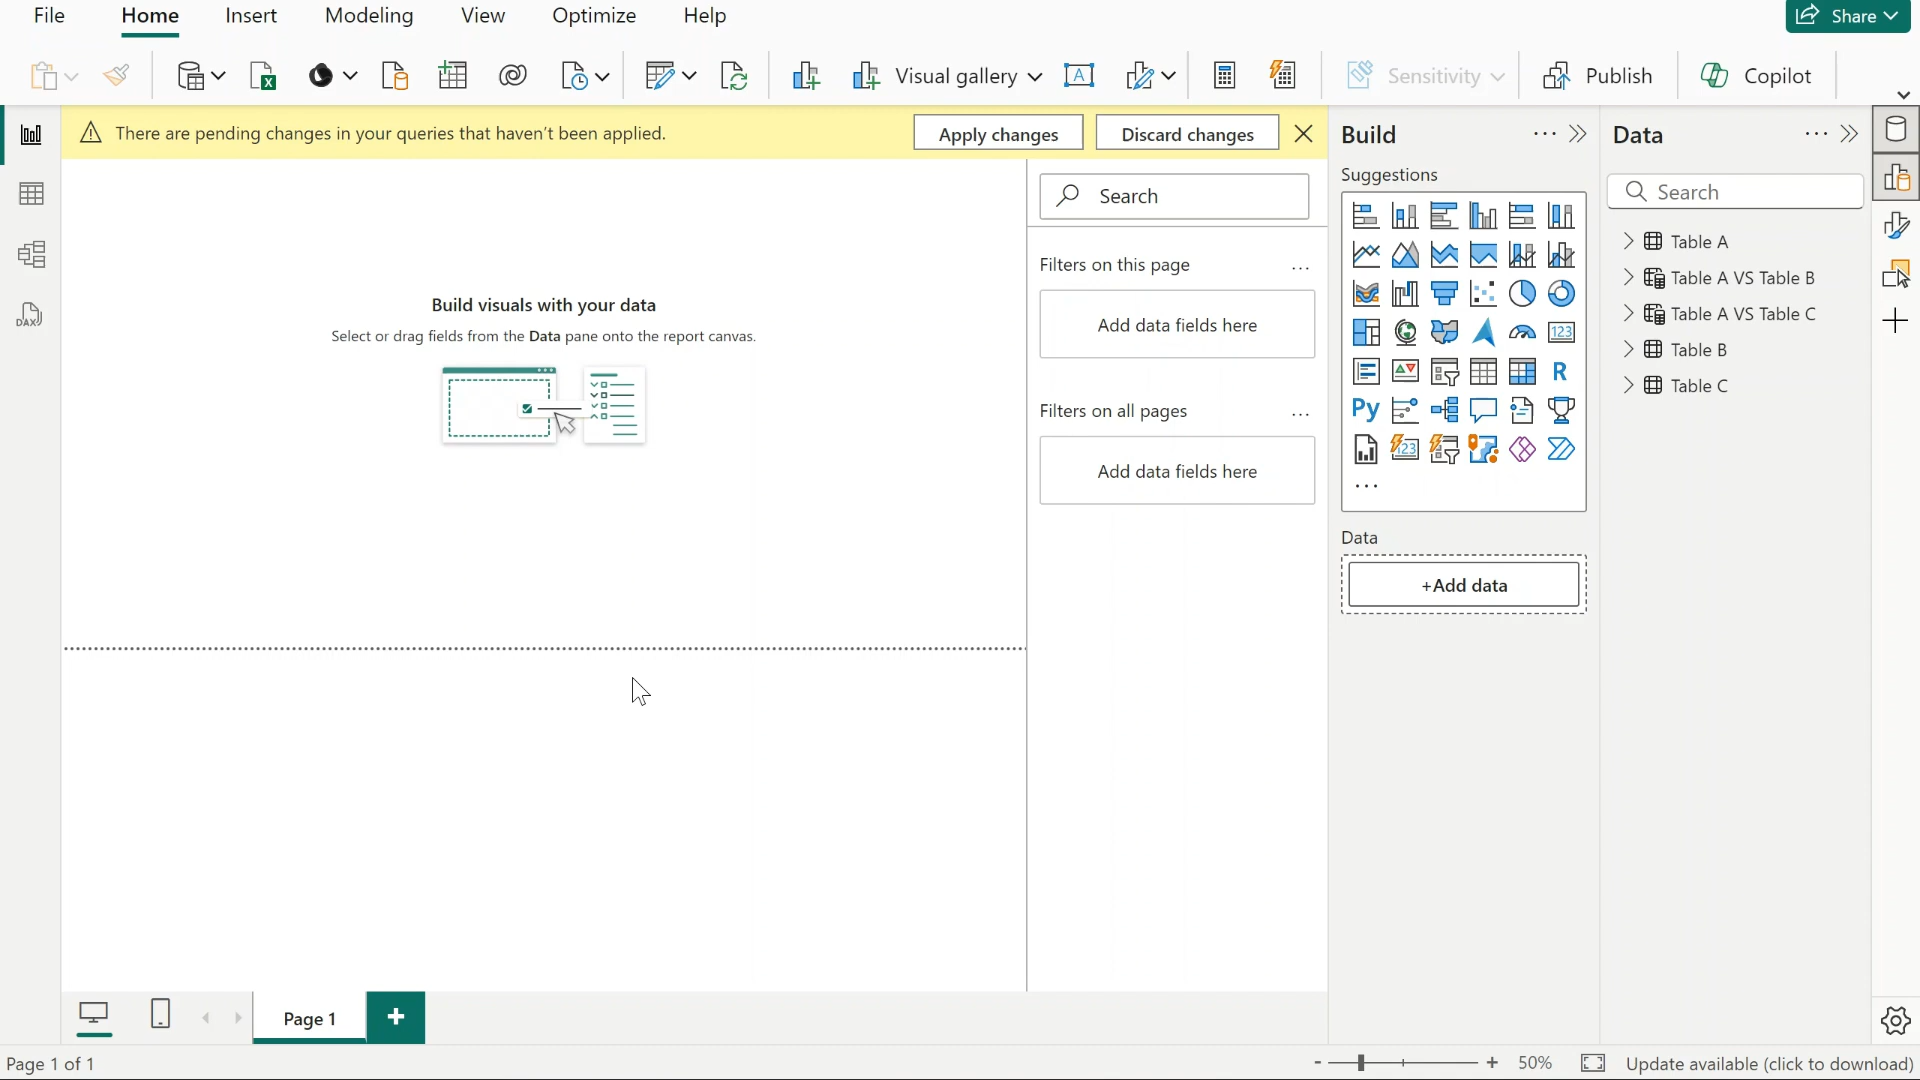 File Home Insert Modeling View Optimize Help Share
Visual gallery Sensitivity Publish Copilot
There are pending changes in your queries that haven't been applied. Apply changes Discard changes
Build visuals with your data
Select or drag fields from the Data pane onto the report canvas.
Search
Filters on this page ...
Add data fields here
Filters on all pages ...
Add data fields here
Build ...
Suggestions
123
R
Py
123
...
Data
+Add data
Data ...
Search
Table A
Table A VS Table B
Table A VS Table C
Table B
Table C
DAX
Page 1 +
Page 1 of 1 - + 50% Update available (click to download)